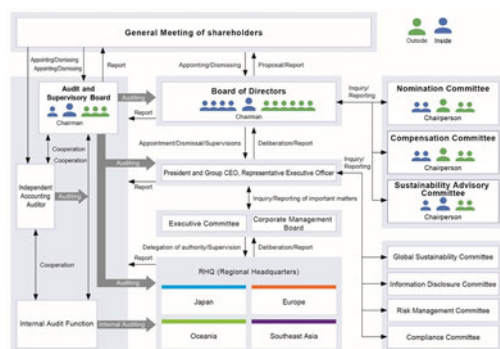 General Meeting of shareholders
Outside
Inside
Appointing/Dismissing
Appointing/Dismissing
Report
Appointing/Dismissing
Proposal/Report
Audit and
Supervisory Board
Chairman
Auditing
Report
Board of Directors
Chairman
Inquiry/
Reporting
Nomination Committee
Chairperson
Compensation Committee
Chairperson
Sustainability Advisory
Committee
Chairperson
Cooperation
Cooperation
Appointment/Dismissal/Supervisions
Deliberation/Report
Independent
Accounting
Auditor
Auditing
Auditing
Report
President and Group CEO, Representative Executive Officer
Inquiry/
Reporting
Inquiry/Reporting of important matters
Executive Committee
Corporate Management
Board
Delegation of authority/Supervision
Deliberation/Report
Cooperation
Report
Auditing
RHQ (Regional Headquarters)
Japan
Europe
Oceania
Southeast Asia
Internal Audit Function
Internal Auditing
Global Sustainability Committee
Information Disclosure Committee
Risk Management Committee
Compliance Committee